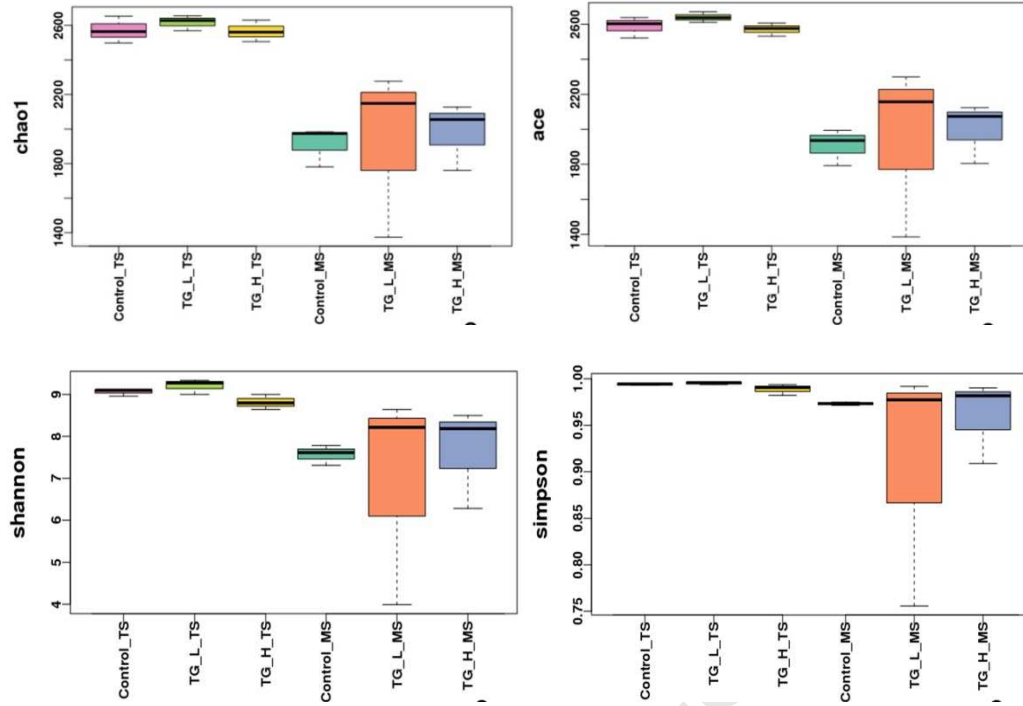 chao1
2600
2200
1800
1400
Control_TS
TG_L_TS
TG_H_TS
Control_MS
TG_L_MS
TG_H_MS
ace
2600
2200
1800
1400
Control_TS
TG_L_TS
TG_H_TS
Control_MS
TG_L_MS
TG_H_MS
shannon
9
8
7
6
5
4
Control_TS
TG_L_TS
TG_H_TS
Control_MS
TG_L_MS
TG_H_MS
simpson
1.00
0.95
0.90
0.85
0.80
0.75
Control_TS
TG_L_TS
TG_H_TS
Control_MS
TG_L_MS
TG_H_MS